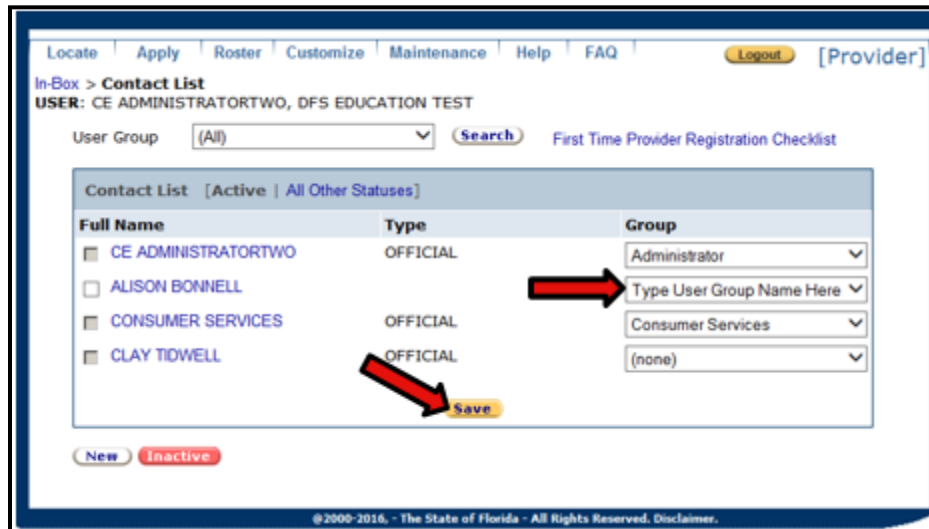 Locate Apply Roster Customize Maintenance Help FAQ Logout [Provider]
In-Box > Contact List
USER: CE ADMINISTRATORTWO, DFS EDUCATION TEST
User Group (All) Search First Time Provider Registration Checklist
Contact List [Active | All Other Statuses]
Full Name Type Group
CE ADMINISTRATORTWO OFFICIAL Administrator
ALISON BONNELL Type User Group Name Here
CONSUMER SERVICES OFFICIAL Consumer Services
CLAY TIDWELL OFFICIAL (none)
Save
New Inactive
@2000-2016, - The State of Florida - All Rights Reserved. Disclaimer.